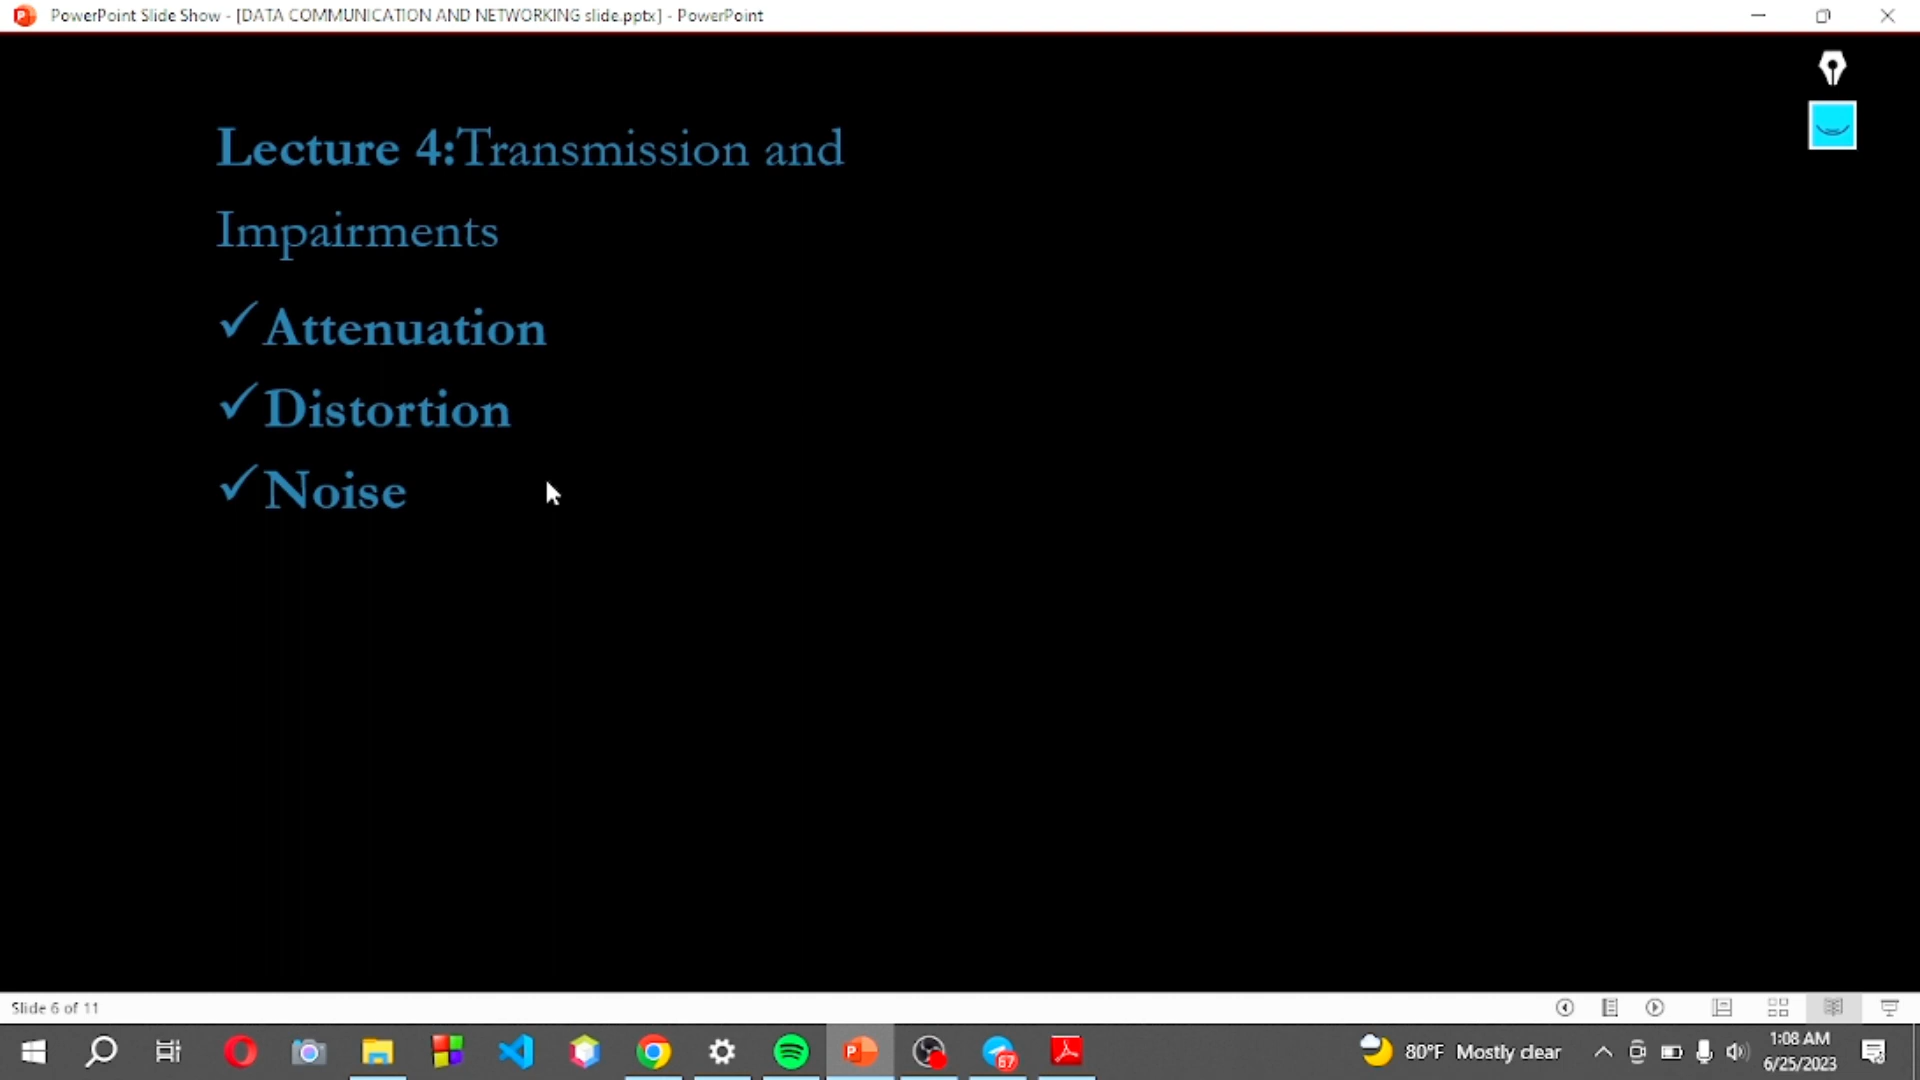 PowerPoint Slide Show - [DATA COMMUNICATION AND NETWORKING slide.pptx] - PowerPoint
Lecture 4:Transmission and
Impairments
✓Attenuation
✓Distortion
✓Noise
Slide 6 of 11
67
80°F Mostly clear
1:08 AM
6/25/2023